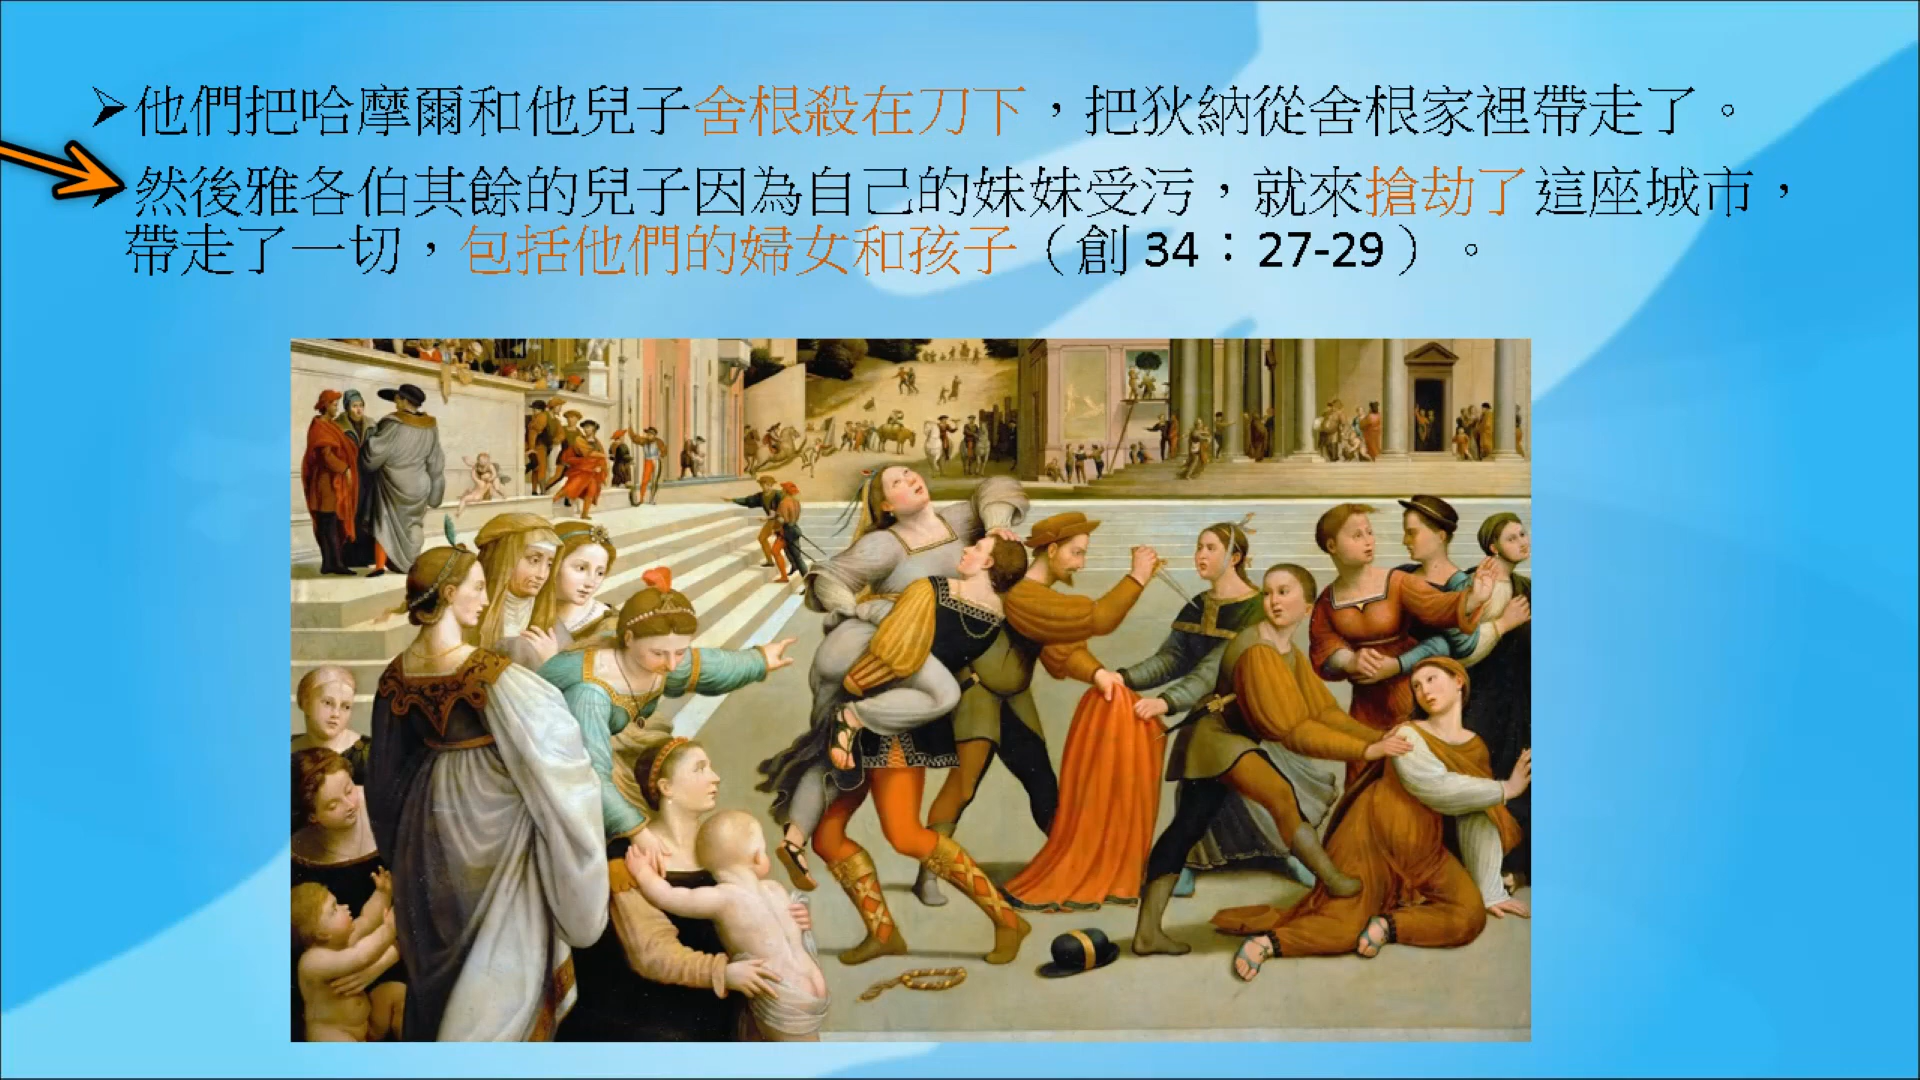 ➢他們把哈摩爾和他兒子舍根殺在刀下，把狄納從舍根家裡帶走了。
然後雅各伯其餘的兒子因為自己的妹妹受污，就來搶劫了這座城市，
帶走了一切，包括他們的婦女和孩子（創 34：27-29）。